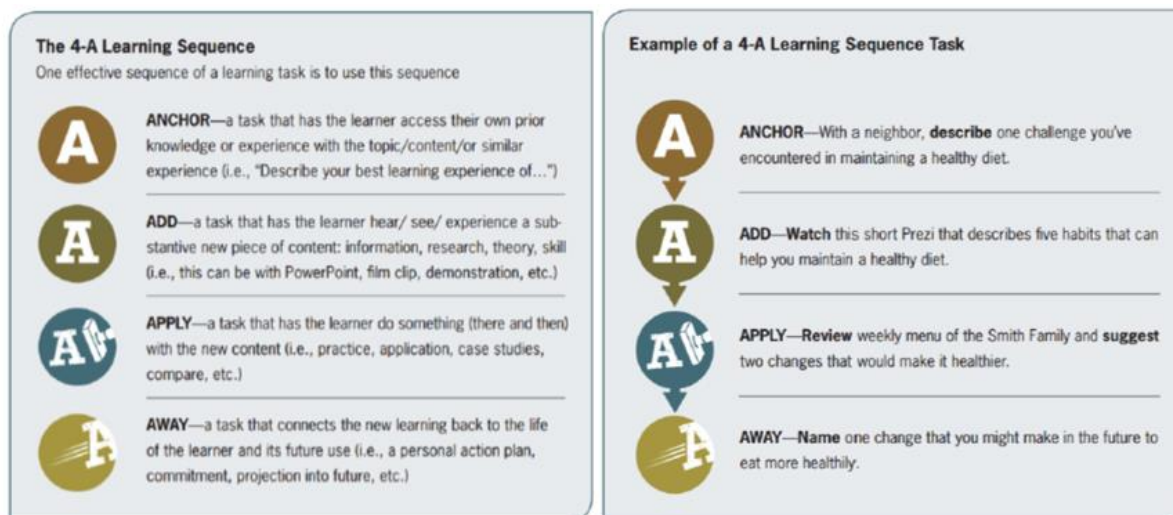 The 4-A Learning Sequence
One effective sequence of a learning task is to use this sequence
A
ANCHOR—a task that has the learner access their own prior
knowledge or experience with the topic/content/or similar
experience (i.e., "Describe your best learning experience of...")
A
ADD—a task that has the learner hear/ see/ experience a sub-
stantive new piece of content: information, research, theory, skill
(i.e., this can be with PowerPoint, film clip, demonstration, etc.)
A
APPLY—a task that has the learner do something (there and then)
with the new content (i.e., practice, application, case studies,
compare, etc.)
A
AWAY—a task that connects the new learning back to the life
of the learner and its future use (i.e., a personal action plan,
commitment, projection into future, etc.)
Example of a 4-A Learning Sequence Task
A
ANCHOR—With a neighbor, describe one challenge you've
encountered in maintaining a healthy diet.
A
ADD—Watch this short Prezi that describes five habits that can
help you maintain a healthy diet.
A
APPLY—Review weekly menu of the Smith Family and suggest
two changes that would make it healthier.
A
AWAY—Name one change that you might make in the future to
eat more healthily.